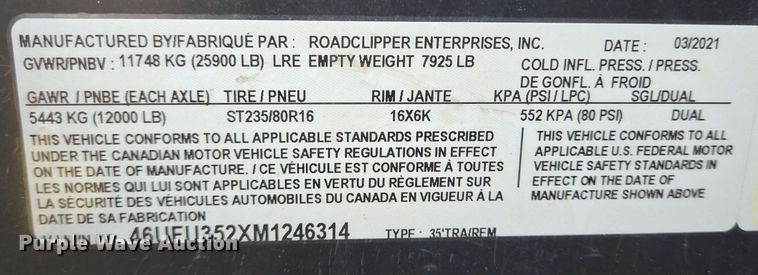 MANUFACTURED BY/FABRIQUÉ PAR : ROADCLIPPER ENTERPRISES, INC. DATE : 03/2021
GVWR/PNBV : 11748 KG (25900 LB) LRE EMPTY WEIGHT 7925 LB COLD INFL. PRESS. / PRESS.
DE GONFL. À FROID
GAWR / PNBE (EACH AXLE) TIRE / PNEU RIM / JANTE KPA (PSI / LPC) SGL/DUAL
5443 KG (12000 LB) ST235/80R16 16X6K 552 KPA (80 PSI) DUAL
THIS VEHICLE CONFORMS TO ALL APPLICABLE STANDARDS PRESCRIBED
UNDER THE CANADIAN MOTOR VEHICLE SAFETY REGULATIONS IN EFFECT
ON THE DATE OF MANUFACTURE. / CE VÉHICULE EST CONFORME À TOUTES
LES NORMES QUI LUI SONT APPLICABLES EN VERTU DU RÈGLEMENT SUR
LA SÉCURITÉ DES VÉHICULES AUTOMOBILES DU CANADA EN VIGUEUR À LA
DATE DE SA FABRICATION
THIS VEHICLE CONFORMS TO ALL
APPLICABLE U.S. FEDERAL MOTOR
VEHICLE SAFETY STANDARDS IN
EFFECT ON THE DATE OF
MANUFACTURE SHOWN ABOVE
46UFU352XM1246314 TYPE : 35'TRA/REM
Purple Wave Auction